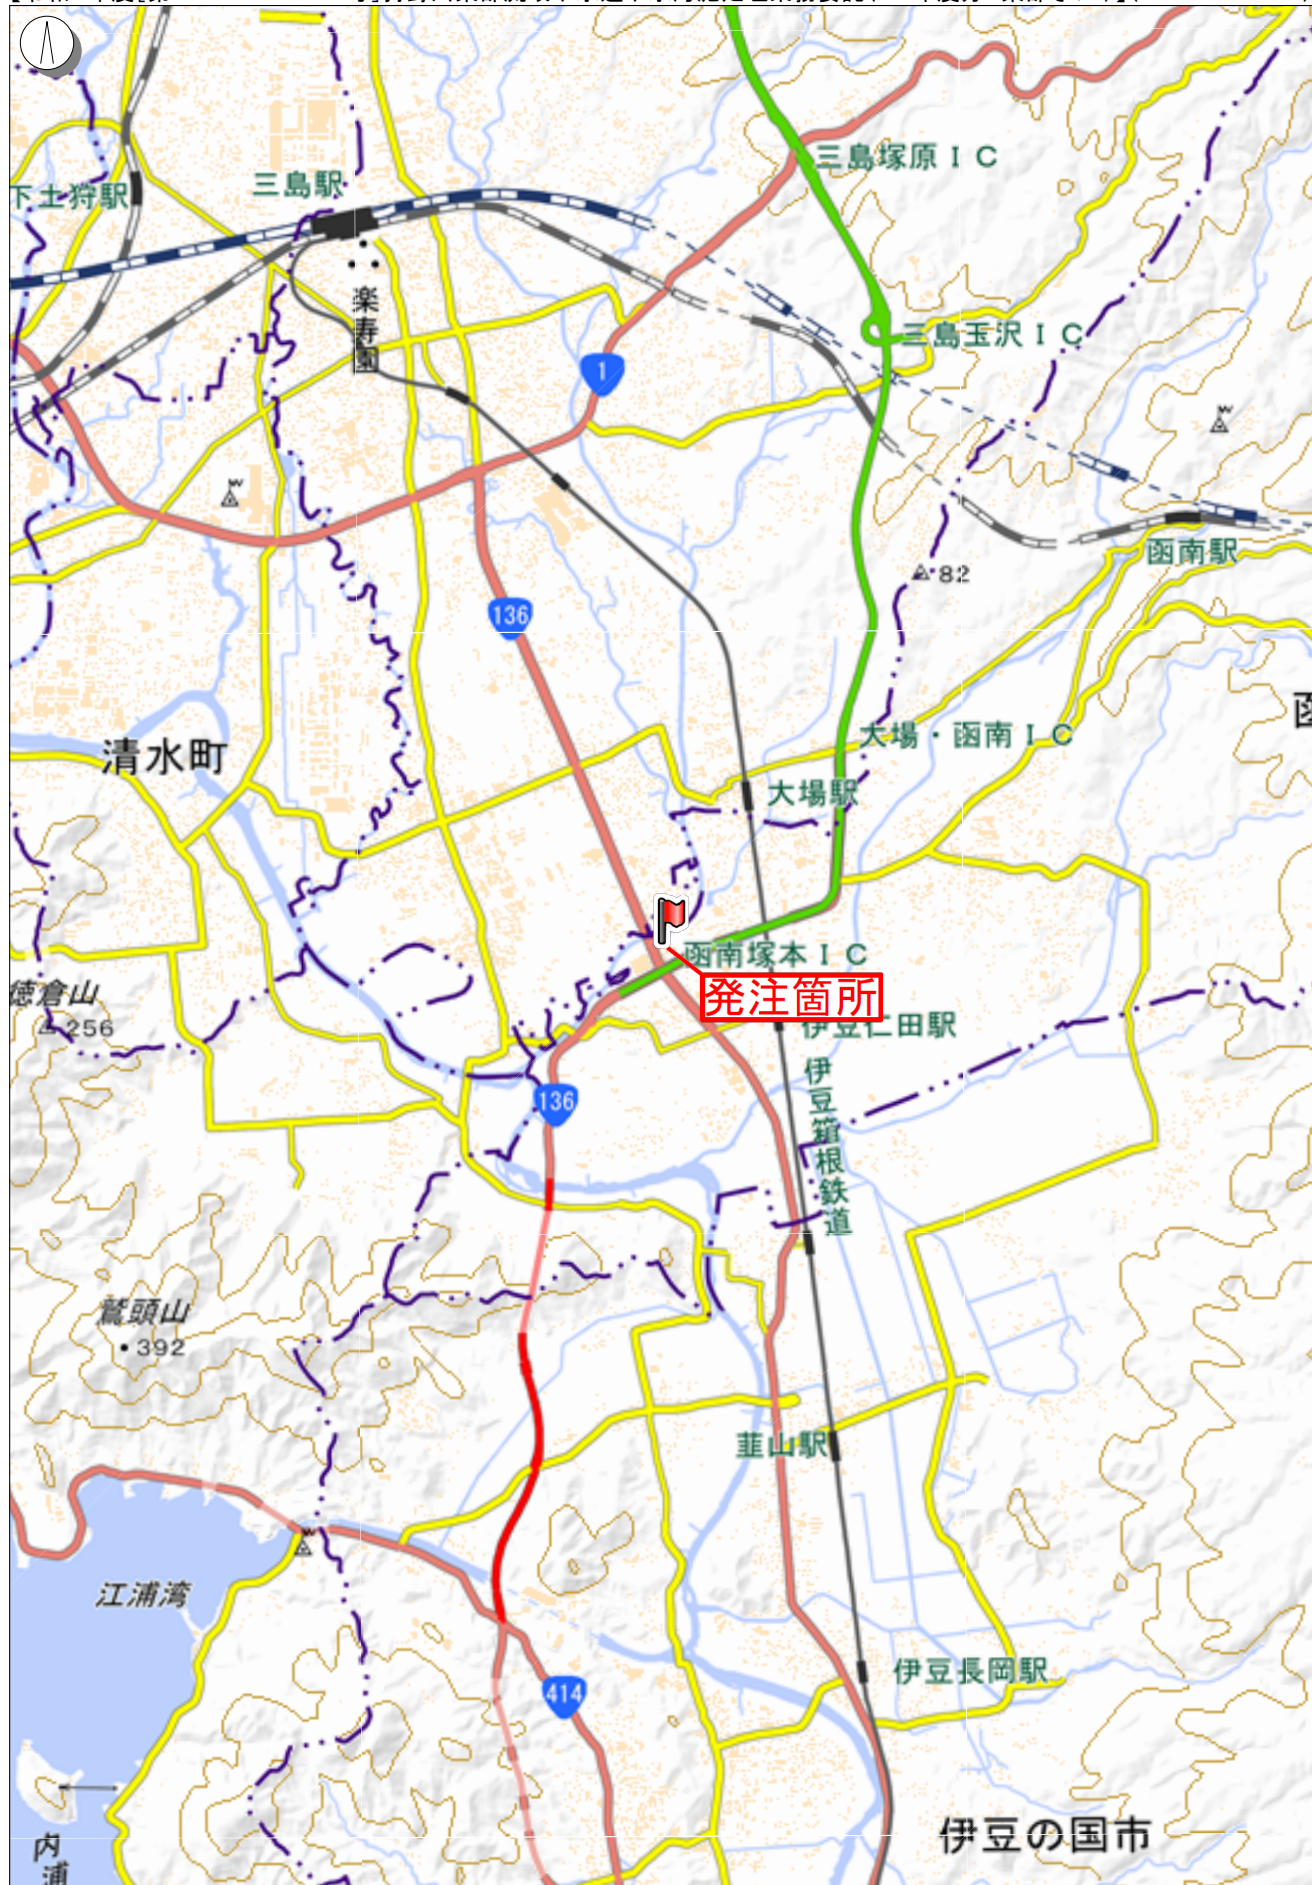 三島塚原ＩＣ
三島駅
下土狩駅
楽寿園
三島玉沢ＩＣ
1
函南駅
82
136
大場・函南ＩＣ
清水町
大場駅
函南塚本ＩＣ
発注箇所
徳倉山
256
伊豆仁田駅
伊豆箱根鉄道
136
鷲頭山
392
韮山駅
江浦湾
伊豆長岡駅
414
伊豆の国市
内浦